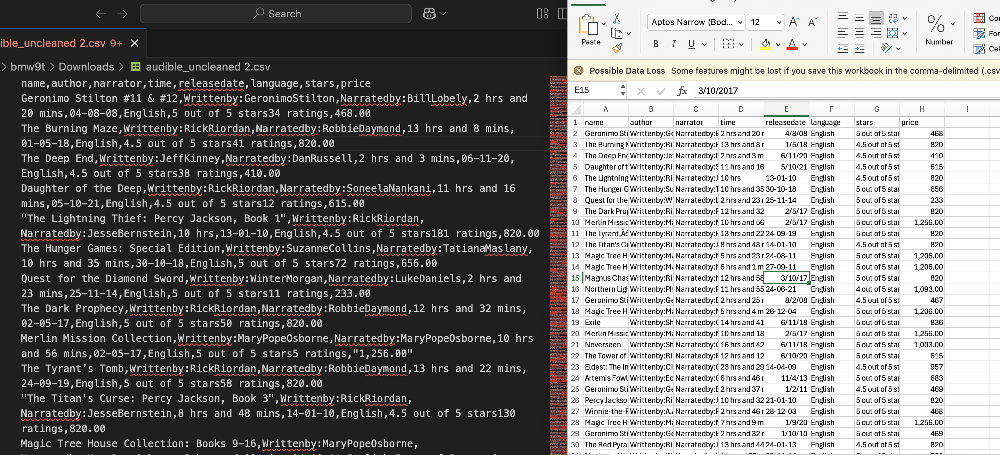 Search
ible_uncleaned 2.csv 9+
bmw9t > Downloads > audible_uncleaned 2.csv
name,author,narrator,time,releasedate,language,stars,price
Geronimo Stilton #11 & #12,Writtenby:GeronimoStilton,Narratedby:BillLobely,2 hrs and
20 mins,04-08-08,English,5 out of 5 stars34 ratings,468.00
The Burning Maze,Writtenby:RickRiordan,Narratedby:RobbieDaymond,13 hrs and 8 mins,
01-05-18,English,4.5 out of 5 stars41 ratings,820.00
The Deep End,Writtenby:JeffKinney,Narratedby:DanRussell,2 hrs and 3 mins,06-11-20,
English,4.5 out of 5 stars38 ratings,410.00
Daughter of the Deep,Writtenby:RickRiordan,Narratedby:SoneelaNankani,11 hrs and 16
mins,05-10-21,English,4.5 out of 5 stars12 ratings,615.00
"The Lightning Thief: Percy Jackson, Book 1",Writtenby:RickRiordan,
Narratedby:JesseBernstein,10 hrs,13-01-10,English,4.5 out of 5 stars181 ratings,820.00
The Hunger Games: Special Edition,Writtenby:SuzanneCollins,Narratedby:TatianaMaslany,
10 hrs and 35 mins,30-10-18,English,5 out of 5 stars72 ratings,656.00
Quest for the Diamond Sword,Writtenby:WinterMorgan,Narratedby:LukeDaniels,2 hrs and
23 mins,25-11-14,English,5 out of 5 stars11 ratings,233.00
The Dark Prophecy,Writtenby:RickRiordan,Narratedby:RobbieDaymond,12 hrs and 32 mins,
02-05-17,English,5 out of 5 stars50 ratings,820.00
Merlin Mission Collection,Writtenby:MaryPopeOsborne,Narratedby:MaryPopeOsborne,10 hrs
and 56 mins,02-05-17,English,5 out of 5 stars5 ratings,"1,256.00"
The Tyrant’s Tomb,Writtenby:RickRiordan,Narratedby:RobbieDaymond,13 hrs and 22 mins,
24-09-19,English,5 out of 5 stars58 ratings,820.00
"The Titan's Curse: Percy Jackson, Book 3",Writtenby:RickRiordan,
Narratedby:JesseBernstein,8 hrs and 48 mins,14-01-10,English,4.5 out of 5 stars130
ratings,820.00
Magic Tree House Collection: Books 9-16,Writtenby:MaryPopeOsborne,
Paste
Aptos Narrow (Bod... 12 A A
B I U A
ab
c
% Number
Cor
For
Cel
Possible Data Loss Some features might be lost if you save this workbook in the comma-delimited (.csv
E15 fx 3/10/2017
A B C D E F G H I
1 name author narrator time releasedate language stars price
2 Geronimo Sti Writtenby:Ge Narratedby:B 2 hrs and 20 r 4/8/08 English 5 out of 5 star 468
3 The Burning M Writtenby:Ri Narratedby:R 13 hrs and 8 r 1/5/18 English 4.5 out of 5 st 820
4 The Deep End Writtenby:Jef Narratedby:D 2 hrs and 3 m 6/11/20 English 4.5 out of 5 st 410
5 Daughter of t Writtenby:Ri Narratedby:S 11 hrs and 16 5/10/21 English 4.5 out of 5 st 615
6 The Lightning Writtenby:Ri Narratedby:J 10 hrs 13-01-10 English 4.5 out of 5 st 820
7 The Hunger G Writtenby:Su Narratedby:T 10 hrs and 35 30-10-18 English 5 out of 5 star 656
8 Quest for the Writtenby:Wi Narratedby:L 2 hrs and 23 r 25-11-14 English 5 out of 5 star 233
9 The Dark Prop Writtenby:Ri Narratedby:R 12 hrs and 32 2/5/17 English 5 out of 5 star 820
10 Merlin Missic Writtenby:Ma Narratedby:M 10 hrs and 56 2/5/17 English 5 out of 5 star 1,256.00
11 The Tyrant‚Äô Writtenby:Ri Narratedby:R 13 hrs and 22 24-09-19 English 5 out of 5 star 820
12 The Titan's Cu Writtenby:Ri Narratedby:J 8 hrs and 48 r 14-01-10 English 4.5 out of 5 st 820
13 Magic Tree H Writtenby:Ma Narratedby:M 5 hrs and 23 r 24-08-11 English 5 out of 5 star 1,206.00
14 Magic Tree H Writtenby:Ma Narratedby:M 6 hrs and 1 m 27-09-11 English 5 out of 5 star 1,206.00
15 Magnus Chas Writtenby:Ri Narratedby:M 12 hrs and 58 3/10/17 English 5 out of 5 star 820
16 Northern Ligh Writtenby:Ph Narratedby:R 11 hrs and 55 24-06-21 English 4 out of 5 star 1,093.00
17 Geronimo Sti Writtenby:Ge Narratedby:B 2 hrs and 25 r 8/2/08 English 4.5 out of 5 st 467
18 Magic Tree H Writtenby:Ma Narratedby:M 5 hrs and 4 m 26-12-04 English 5 out of 5 star 1,206.00
19 Exile Writtenby:Sh Narratedby:C 14 hrs and 41 6/11/18 English 5 out of 5 star 836
20 Merlin Missic Writtenby:Ma Narratedby:M 10 hrs and 18 2/5/17 English 5 out of 5 star 1,256.00
21 Neverseen Writtenby:Sh Narratedby:C 16 hrs and 42 6/11/18 English 5 out of 5 star 1,003.00
22 The Tower of Writtenby:Ri Narratedby:R 12 hrs and 12 6/10/20 English 5 out of 5 star 615
23 Eldest: The In Writtenby:Ch Narratedby:G 23 hrs and 29 14-04-09 English 4.5 out of 5 st 957
24 Artemis Fowl Writtenby:Eo Narratedby:G 6 hrs and 46 r 11/4/13 English 5 out of 5 star 683
25 Geronimo Sti Writtenby:Ge Narratedby:B 2 hrs and 37 r 1/2/11 English 4.5 out of 5 st 469
26 Percy Jackso Writtenby:Ri Narratedby:J 10 hrs and 32 21-01-10 English 5 out of 5 star 820
27 Winnie-the-P Writtenby:A.A Narratedby:P 2 hrs and 46 r 28-12-03 English 5 out of 5 star 468
28 Magic Tree H Writtenby:Ma Narratedby:M 7 hrs and 9 m 1/9/20 English 5 out of 5 star 1,256.00
29 Geronimo Sti Writtenby:Ge Narratedby:B 2 hrs and 32 r 1/10/10 English 5 out of 5 star 469
30 The Red Pyra Writtenby:Ri Narratedby:J 13 hrs and 44 24-01-13 English 4.5 out of 5 st 820